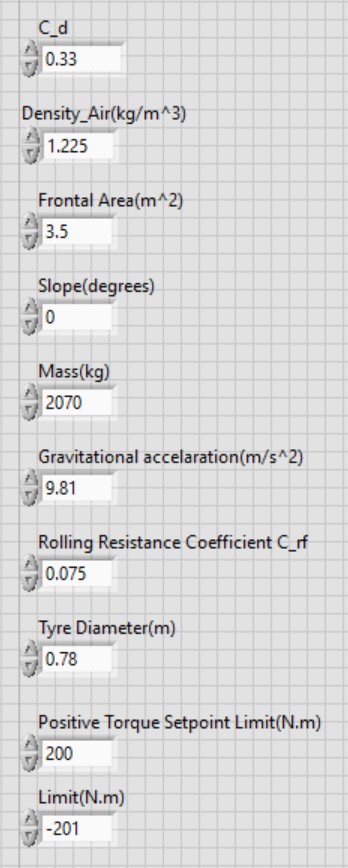 C_d
0.33
Density_Air(kg/m^3)
1.225
Frontal Area(m^2)
3.5
Slope(degrees)
0
Mass(kg)
2070
Gravitational accelaration(m/s^2)
9.81
Rolling Resistance Coefficient C_rf
0.075
Tyre Diameter(m)
0.78
Positive Torque Setpoint Limit(N.m)
200
Limit(N.m)
-201